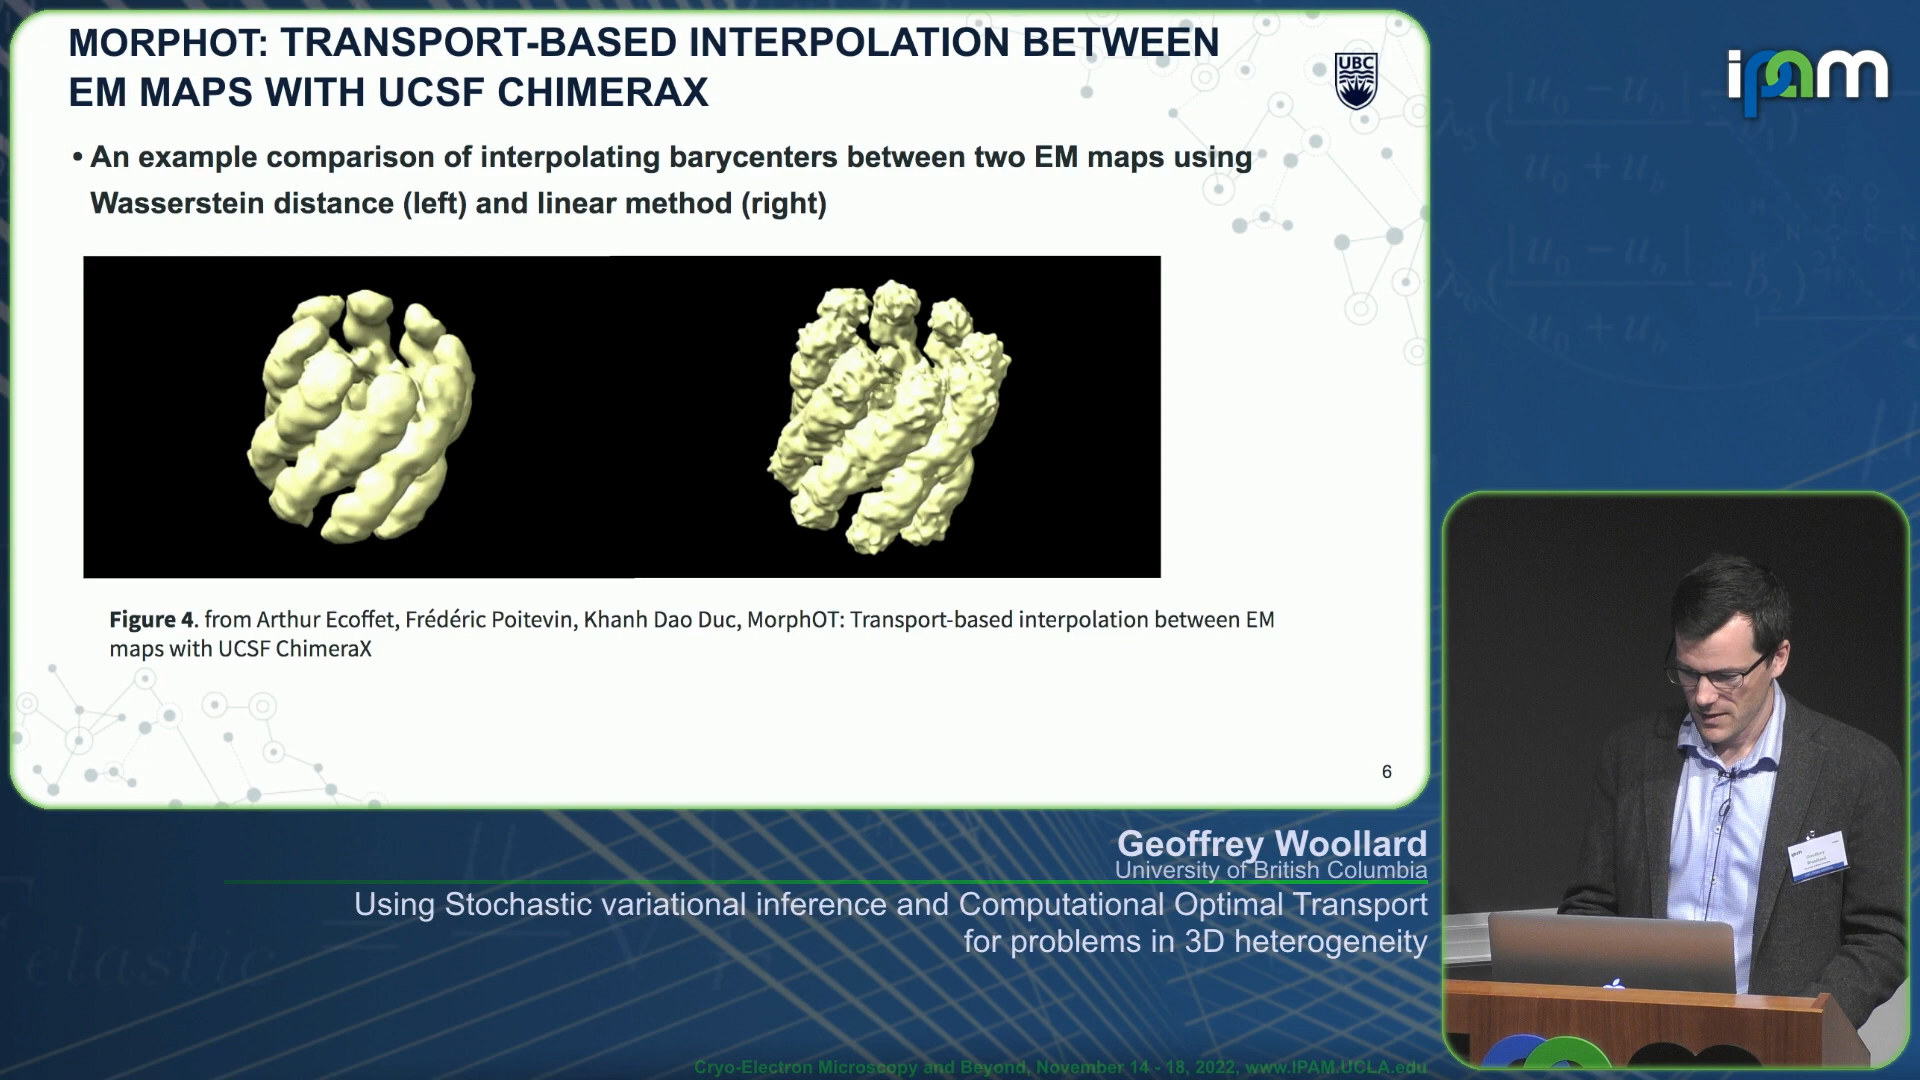 MORPHOT: TRANSPORT-BASED INTERPOLATION BETWEEN
EM MAPS WITH UCSF CHIMERAX
UBC
ipam
• An example comparison of interpolating barycenters between two EM maps using
Wasserstein distance (left) and linear method (right)
Figure 4. from Arthur Ecoffet, Frédéric Poitevin, Khanh Dao Duc, MorphOT: Transport-based interpolation between EM
maps with UCSF ChimeraX
6
Geoffrey Woollard
University of British Columbia
Using Stochastic variational inference and Computational Optimal Transport
for problems in 3D heterogeneity
elastic
ipam
Geoffrey
Woollard
Cryo-Electron Microscopy and Beyond, November 14 - 18, 2022, www.IPAM.UCLA.edu